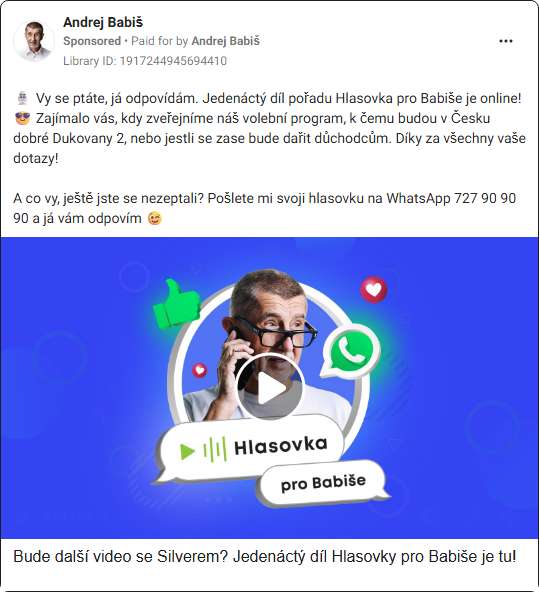 Andrej Babiš
Sponsored • Paid for by Andrej Babiš
Library ID: 1917244945694410
🎙️ Vy se ptáte, já odpovídám. Jedenáctý díl pořadu Hlasovka pro Babiše je online!
😎 Zajímalo vás, kdy zveřejníme náš volební program, k čemu budou v Česku
dobré Dukovany 2, nebo jestli se zase bude dařit důchodcům. Díky za všechny vaše
dotazy!
A co vy, ještě jste se nezeptali? Pošlete mi svoji hlasovku na WhatsApp 727 90 90
90 a já vám odpovím 😉
Hlasovka
pro Babiše
Bude další video se Silverem? Jedenáctý díl Hlasovky pro Babiše je tu!